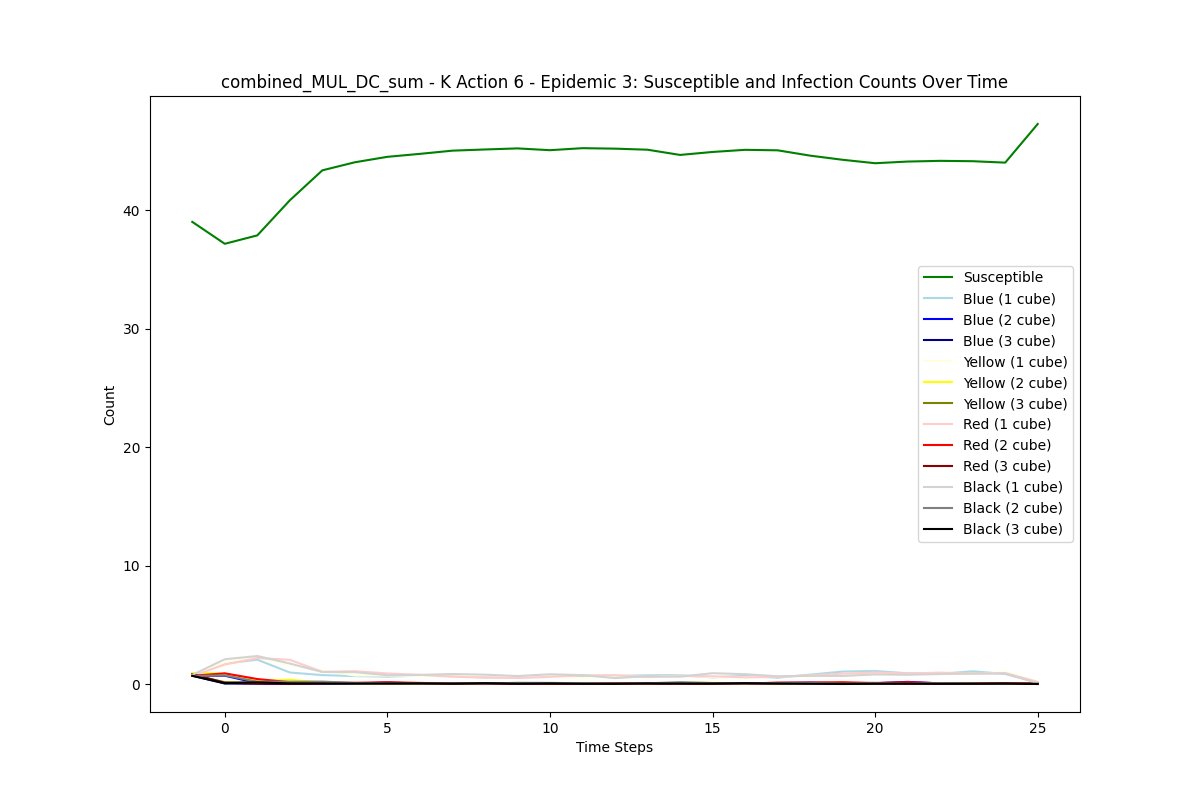 combined_MUL_DC_sum - K Action 6 - Epidemic 3: Susceptible and Infection Counts Over Time
Count
40
30
20
10
0
Susceptible
Blue (1 cube)
Blue (2 cube)
Blue (3 cube)
Yellow (1 cube)
Yellow (2 cube)
Yellow (3 cube)
Red (1 cube)
Red (2 cube)
Red (3 cube)
Black (1 cube)
Black (2 cube)
Black (3 cube)
0 5 10 15 20 25
Time Steps